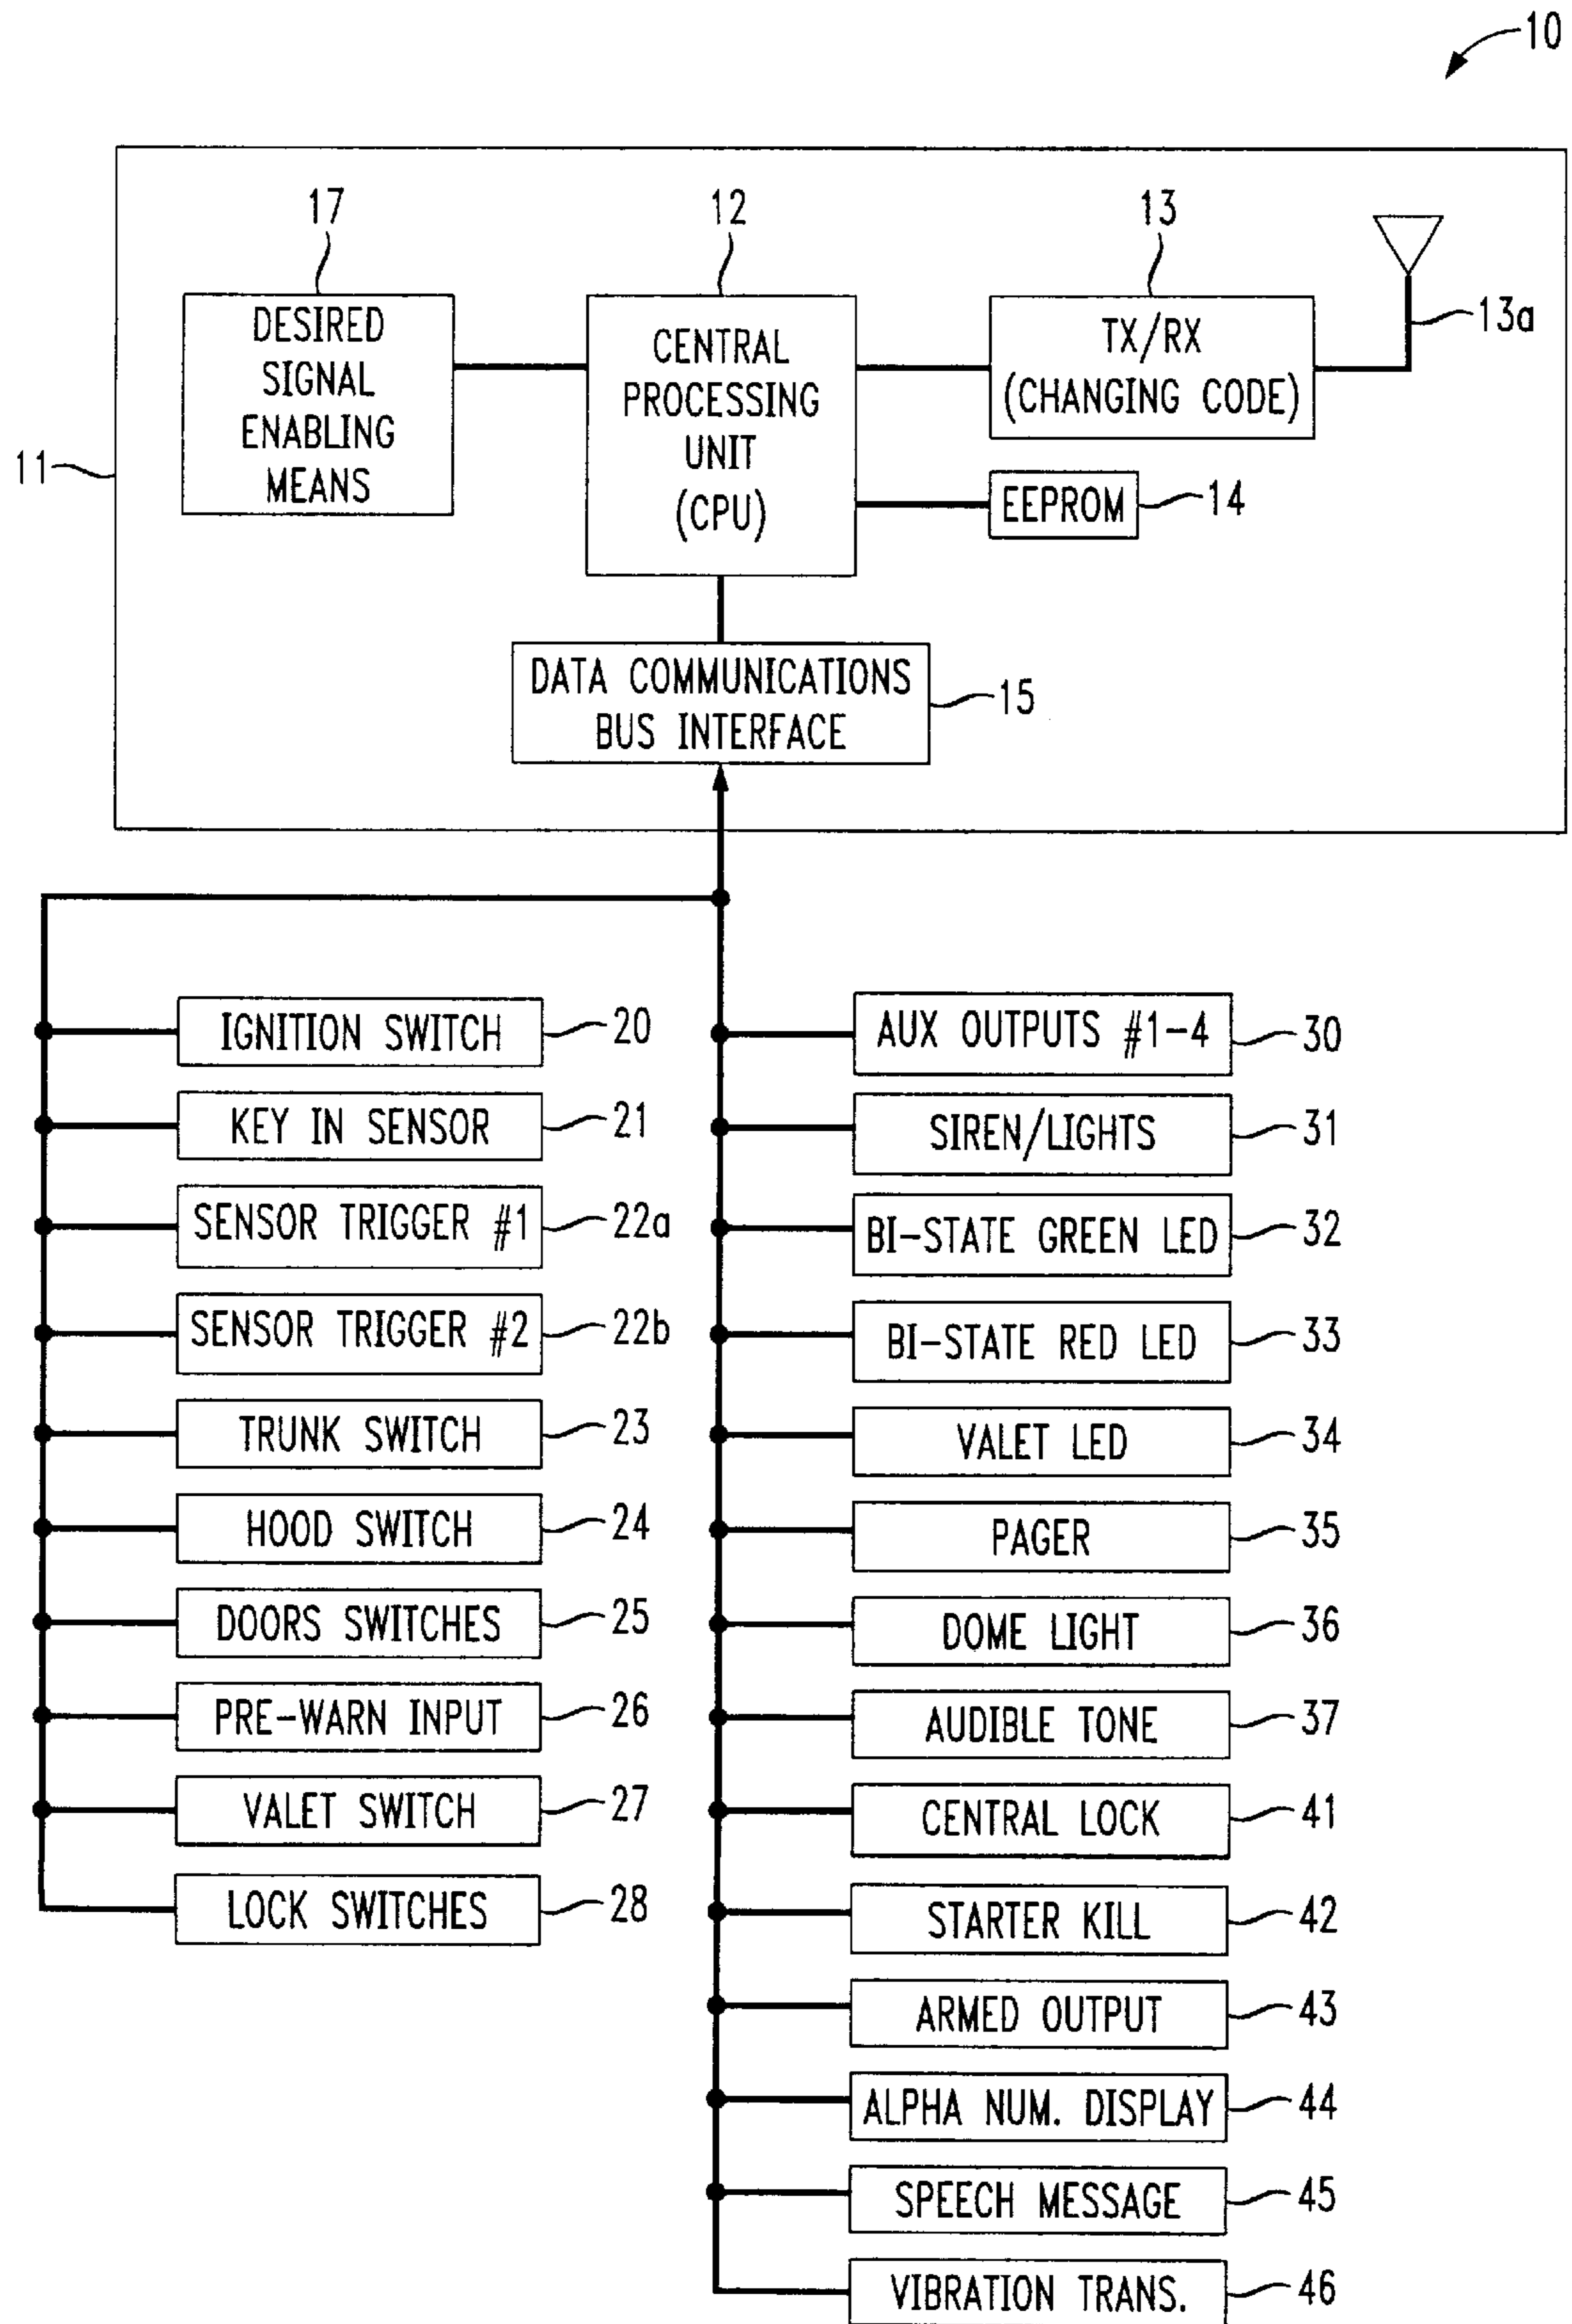 10
17
12
13
13a
DESIRED
SIGNAL
ENABLING
MEANS
CENTRAL
PROCESSING
UNIT
(CPU)
TX/RX
(CHANGING CODE)
11
EEPROM
14
DATA COMMUNICATIONS
BUS INTERFACE
15
IGNITION SWITCH
20
KEY IN SENSOR
21
SENSOR TRIGGER #1
22a
SENSOR TRIGGER #2
22b
TRUNK SWITCH
23
HOOD SWITCH
24
DOORS SWITCHES
25
PRE-WARN INPUT
26
VALET SWITCH
27
LOCK SWITCHES
28
AUX OUTPUTS #1-4
30
SIREN/LIGHTS
31
BI-STATE GREEN LED
32
BI-STATE RED LED
33
VALET LED
34
PAGER
35
DOME LIGHT
36
AUDIBLE TONE
37
CENTRAL LOCK
41
STARTER KILL
42
ARMED OUTPUT
43
ALPHA NUM. DISPLAY
44
SPEECH MESSAGE
45
VIBRATION TRANS.
46